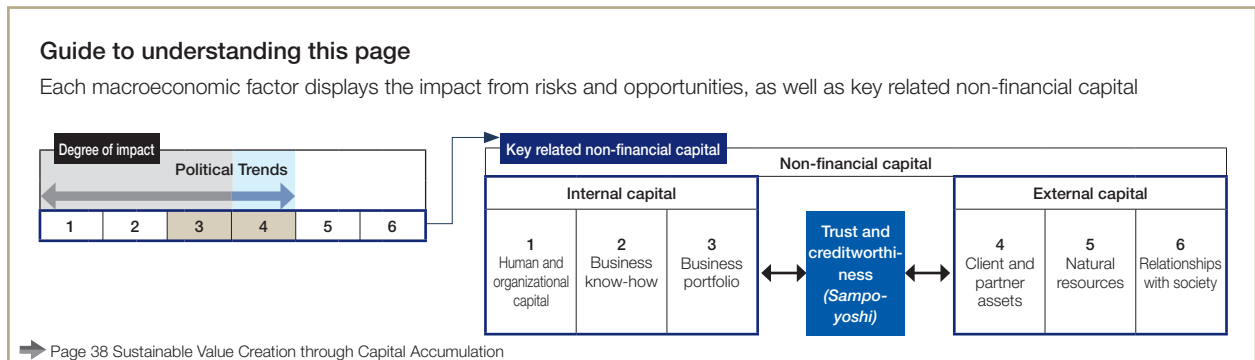 Guide to understanding this page
Each macroeconomic factor displays the impact from risks and opportunities, as well as key related non-financial capital
Degree of impact
Political Trends
1 2 3 4 5 6
Key related non-financial capital
Non-financial capital
Internal capital
1
Human and
organizational
capital
2
Business
know-how
3
Business
portfolio
Trust and
creditworthi-
ness
(Sampo-
yoshi)
External capital
4
Client and
partner
assets
5
Natural
resources
6
Relationships
with society
Page 38 Sustainable Value Creation through Capital Accumulation